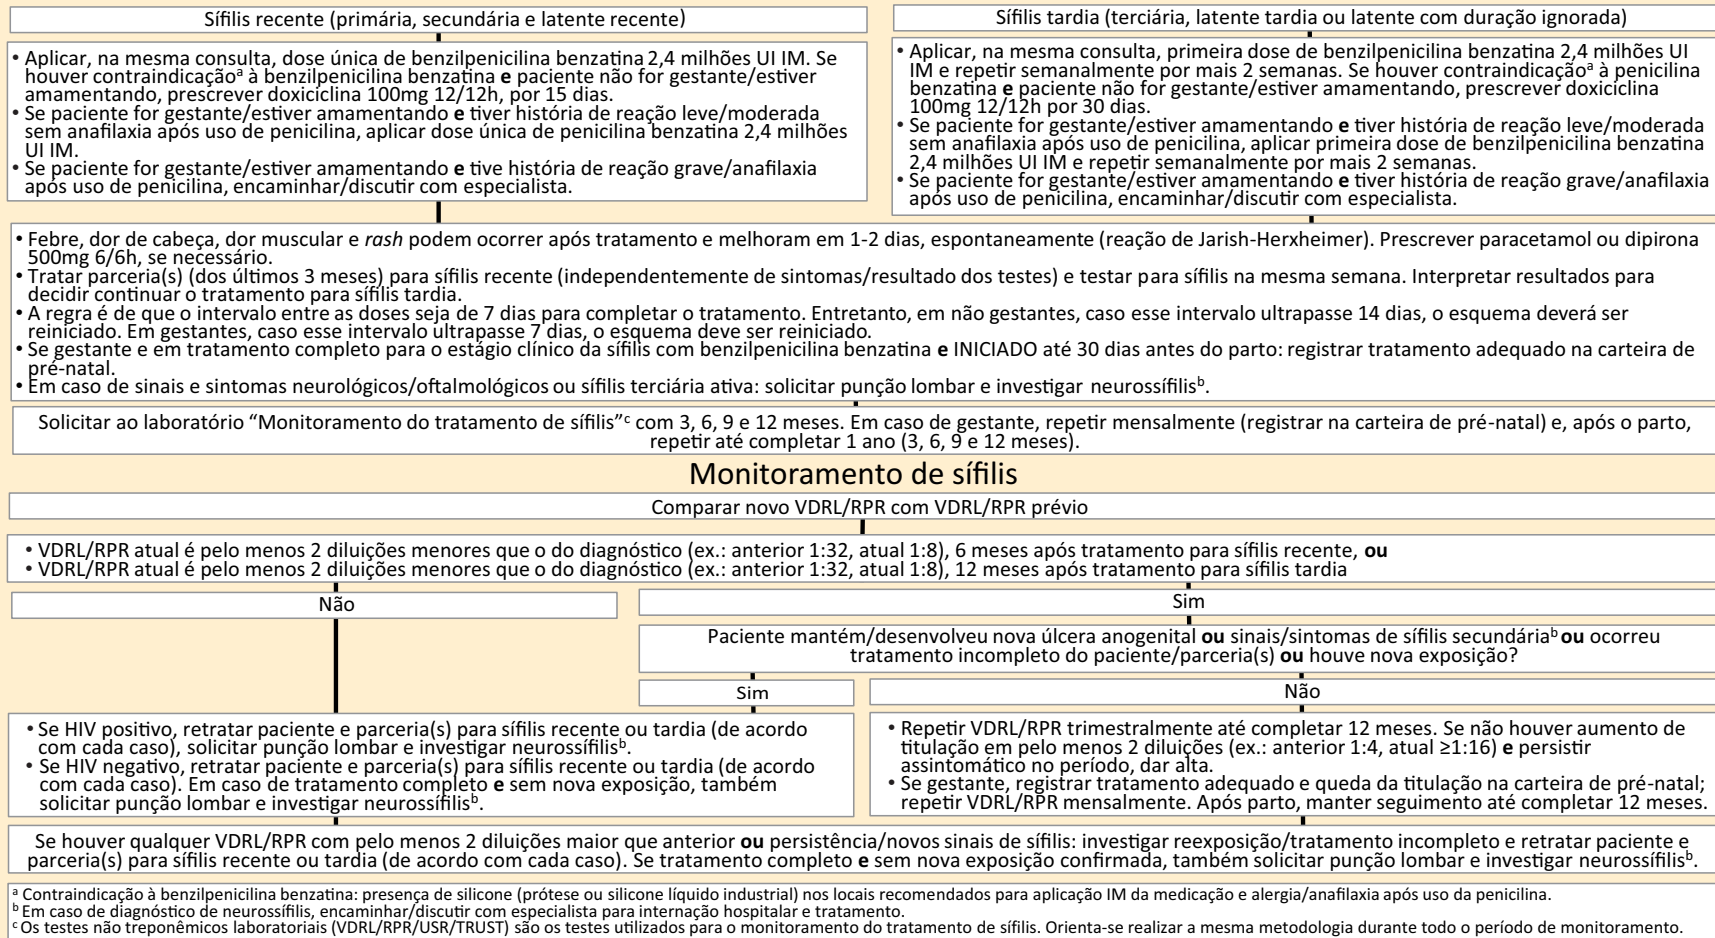 Sífilis recente (primária, secundária e latente recente)
• Aplicar, na mesma consulta, dose única de benzilpenicilina benzatina 2,4 milhões UI IM. Se
houver contraindicaçãoᵃ à benzilpenicilina benzatina e paciente não for gestante/estiver
amamentando, prescrever doxiciclina 100mg 12/12h, por 15 dias.
• Se paciente for gestante/estiver amamentando e tiver história de reação leve/moderada
sem anafilaxia após uso de penicilina, aplicar dose única de penicilina benzatina 2,4 milhões
UI IM.
• Se paciente for gestante/estiver amamentando e tive história de reação grave/anafilaxia
após uso de penicilina, encaminhar/discutir com especialista.
Sífilis tardia (terciária, latente tardia ou latente com duração ignorada)
• Aplicar, na mesma consulta, primeira dose de benzilpenicilina benzatina 2,4 milhões UI
IM e repetir semanalmente por mais 2 semanas. Se houver contraindicaçãoᵃ à penicilina
benzatina e paciente não for gestante/estiver amamentando, prescrever doxiciclina
100mg 12/12h por 30 dias.
• Se paciente for gestante/estiver amamentando e tiver história de reação leve/moderada
sem anafilaxia após uso de penicilina, aplicar primeira dose de benzilpenicilina benzatina
2,4 milhões UI IM e repetir semanalmente por mais 2 semanas.
• Se paciente for gestante/estiver amamentando e tiver história de reação grave/anafilaxia
após uso de penicilina, encaminhar/discutir com especialista.
• Febre, dor de cabeça, dor muscular e rash podem ocorrer após tratamento e melhoram em 1-2 dias, espontaneamente (reação de Jarish-Herxheimer). Prescrever paracetamol ou dipirona
500mg 6/6h, se necessário.
• Tratar parceria(s) (dos últimos 3 meses) para sífilis recente (independentemente de sintomas/resultado dos testes) e testar para sífilis na mesma semana. Interpretar resultados para
decidir continuar o tratamento para sífilis tardia.
• A regra é de que o intervalo entre as doses seja de 7 dias para completar o tratamento. Entretanto, em não gestantes, caso esse intervalo ultrapasse 14 dias, o esquema deverá ser
reiniciado. Em gestantes, caso esse intervalo ultrapasse 7 dias, o esquema deve ser reiniciado.
• Se gestante e em tratamento completo para o estágio clínico da sífilis com benzilpenicilina benzatina e INICIADO até 30 dias antes do parto: registrar tratamento adequado na carteira de
pré-natal.
• Em caso de sinais e sintomas neurológicos/oftalmológicos ou sífilis terciária ativa: solicitar punção lombar e investigar neurossífilisᵇ.
Solicitar ao laboratório “Monitoramento do tratamento de sífilis”ᶜ com 3, 6, 9 e 12 meses. Em caso de gestante, repetir mensalmente (registrar na carteira de pré-natal) e, após o parto,
repetir até completar 1 ano (3, 6, 9 e 12 meses).
Monitoramento de sífilis
Comparar novo VDRL/RPR com VDRL/RPR prévio
• VDRL/RPR atual é pelo menos 2 diluições menores que o do diagnóstico (ex.: anterior 1:32, atual 1:8), 6 meses após tratamento para sífilis recente, ou
• VDRL/RPR atual é pelo menos 2 diluições menores que o do diagnóstico (ex.: anterior 1:32, atual 1:8), 12 meses após tratamento para sífilis tardia
Não
Sim
Paciente mantém/desenvolveu nova úlcera anogenital ou sinais/sintomas de sífilis secundáriaᵇ ou ocorreu
tratamento incompleto do paciente/parceria(s) ou houve nova exposição?
Sim
Não
• Se HIV positivo, retratar paciente e parceria(s) para sífilis recente ou tardia (de acordo
com cada caso), solicitar punção lombar e investigar neurossífilisᵇ.
• Se HIV negativo, retratar paciente e parceria(s) para sífilis recente ou tardia (de acordo
com cada caso). Em caso de tratamento completo e sem nova exposição, também
solicitar punção lombar e investigar neurossífilisᵇ.
• Repetir VDRL/RPR trimestralmente até completar 12 meses. Se não houver aumento de
titulação em pelo menos 2 diluições (ex.: anterior 1:4, atual ≥1:16) e persistir
assintomático no período, dar alta.
• Se gestante, registrar tratamento adequado e queda da titulação na carteira de pré-natal;
repetir VDRL/RPR mensalmente. Após parto, manter seguimento até completar 12 meses.
Se houver qualquer VDRL/RPR com pelo menos 2 diluições maior que anterior ou persistência/novos sinais de sífilis: investigar reexposição/tratamento incompleto e retratar paciente e
parceria(s) para sífilis recente ou tardia (de acordo com cada caso). Se tratamento completo e sem nova exposição confirmada, também solicitar punção lombar e investigar neurossífilisᵇ.
ᵃ Contraindicação à benzilpenicilina benzatina: presença de silicone (prótese ou silicone líquido industrial) nos locais recomendados para aplicação IM da medicação e alergia/anafilaxia após uso da penicilina.
ᵇ Em caso de diagnóstico de neurossífilis, encaminhar/discutir com especialista para internação hospitalar e tratamento.
ᶜ Os testes não treponêmicos laboratoriais (VDRL/RPR/USR/TRUST) são os testes utilizados para o monitoramento do tratamento de sífilis. Orienta-se realizar a mesma metodologia durante todo o período de monitoramento.